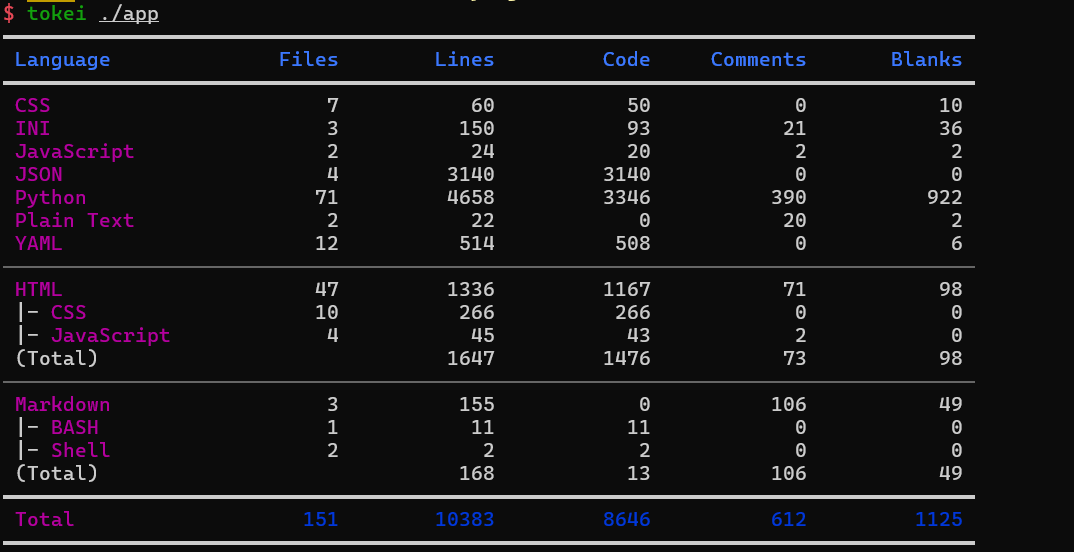 $ tokei ./app
Language Files Lines Code Comments Blanks
CSS 7 60 50 0 10
INI 3 150 93 21 36
JavaScript 2 24 20 2 2
JSON 4 3140 3140 0 0
Python 71 4658 3346 390 922
Plain Text 2 22 0 20 2
YAML 12 514 508 0 6
HTML 47 1336 1167 71 98
|- CSS 10 266 266 0 0
|- JavaScript 4 45 43 2 0
(Total) 1647 1476 73 98
Markdown 3 155 0 106 49
|- BASH 1 11 11 0 0
|- Shell 2 2 2 0 0
(Total) 168 13 106 49
Total 151 10383 8646 612 1125